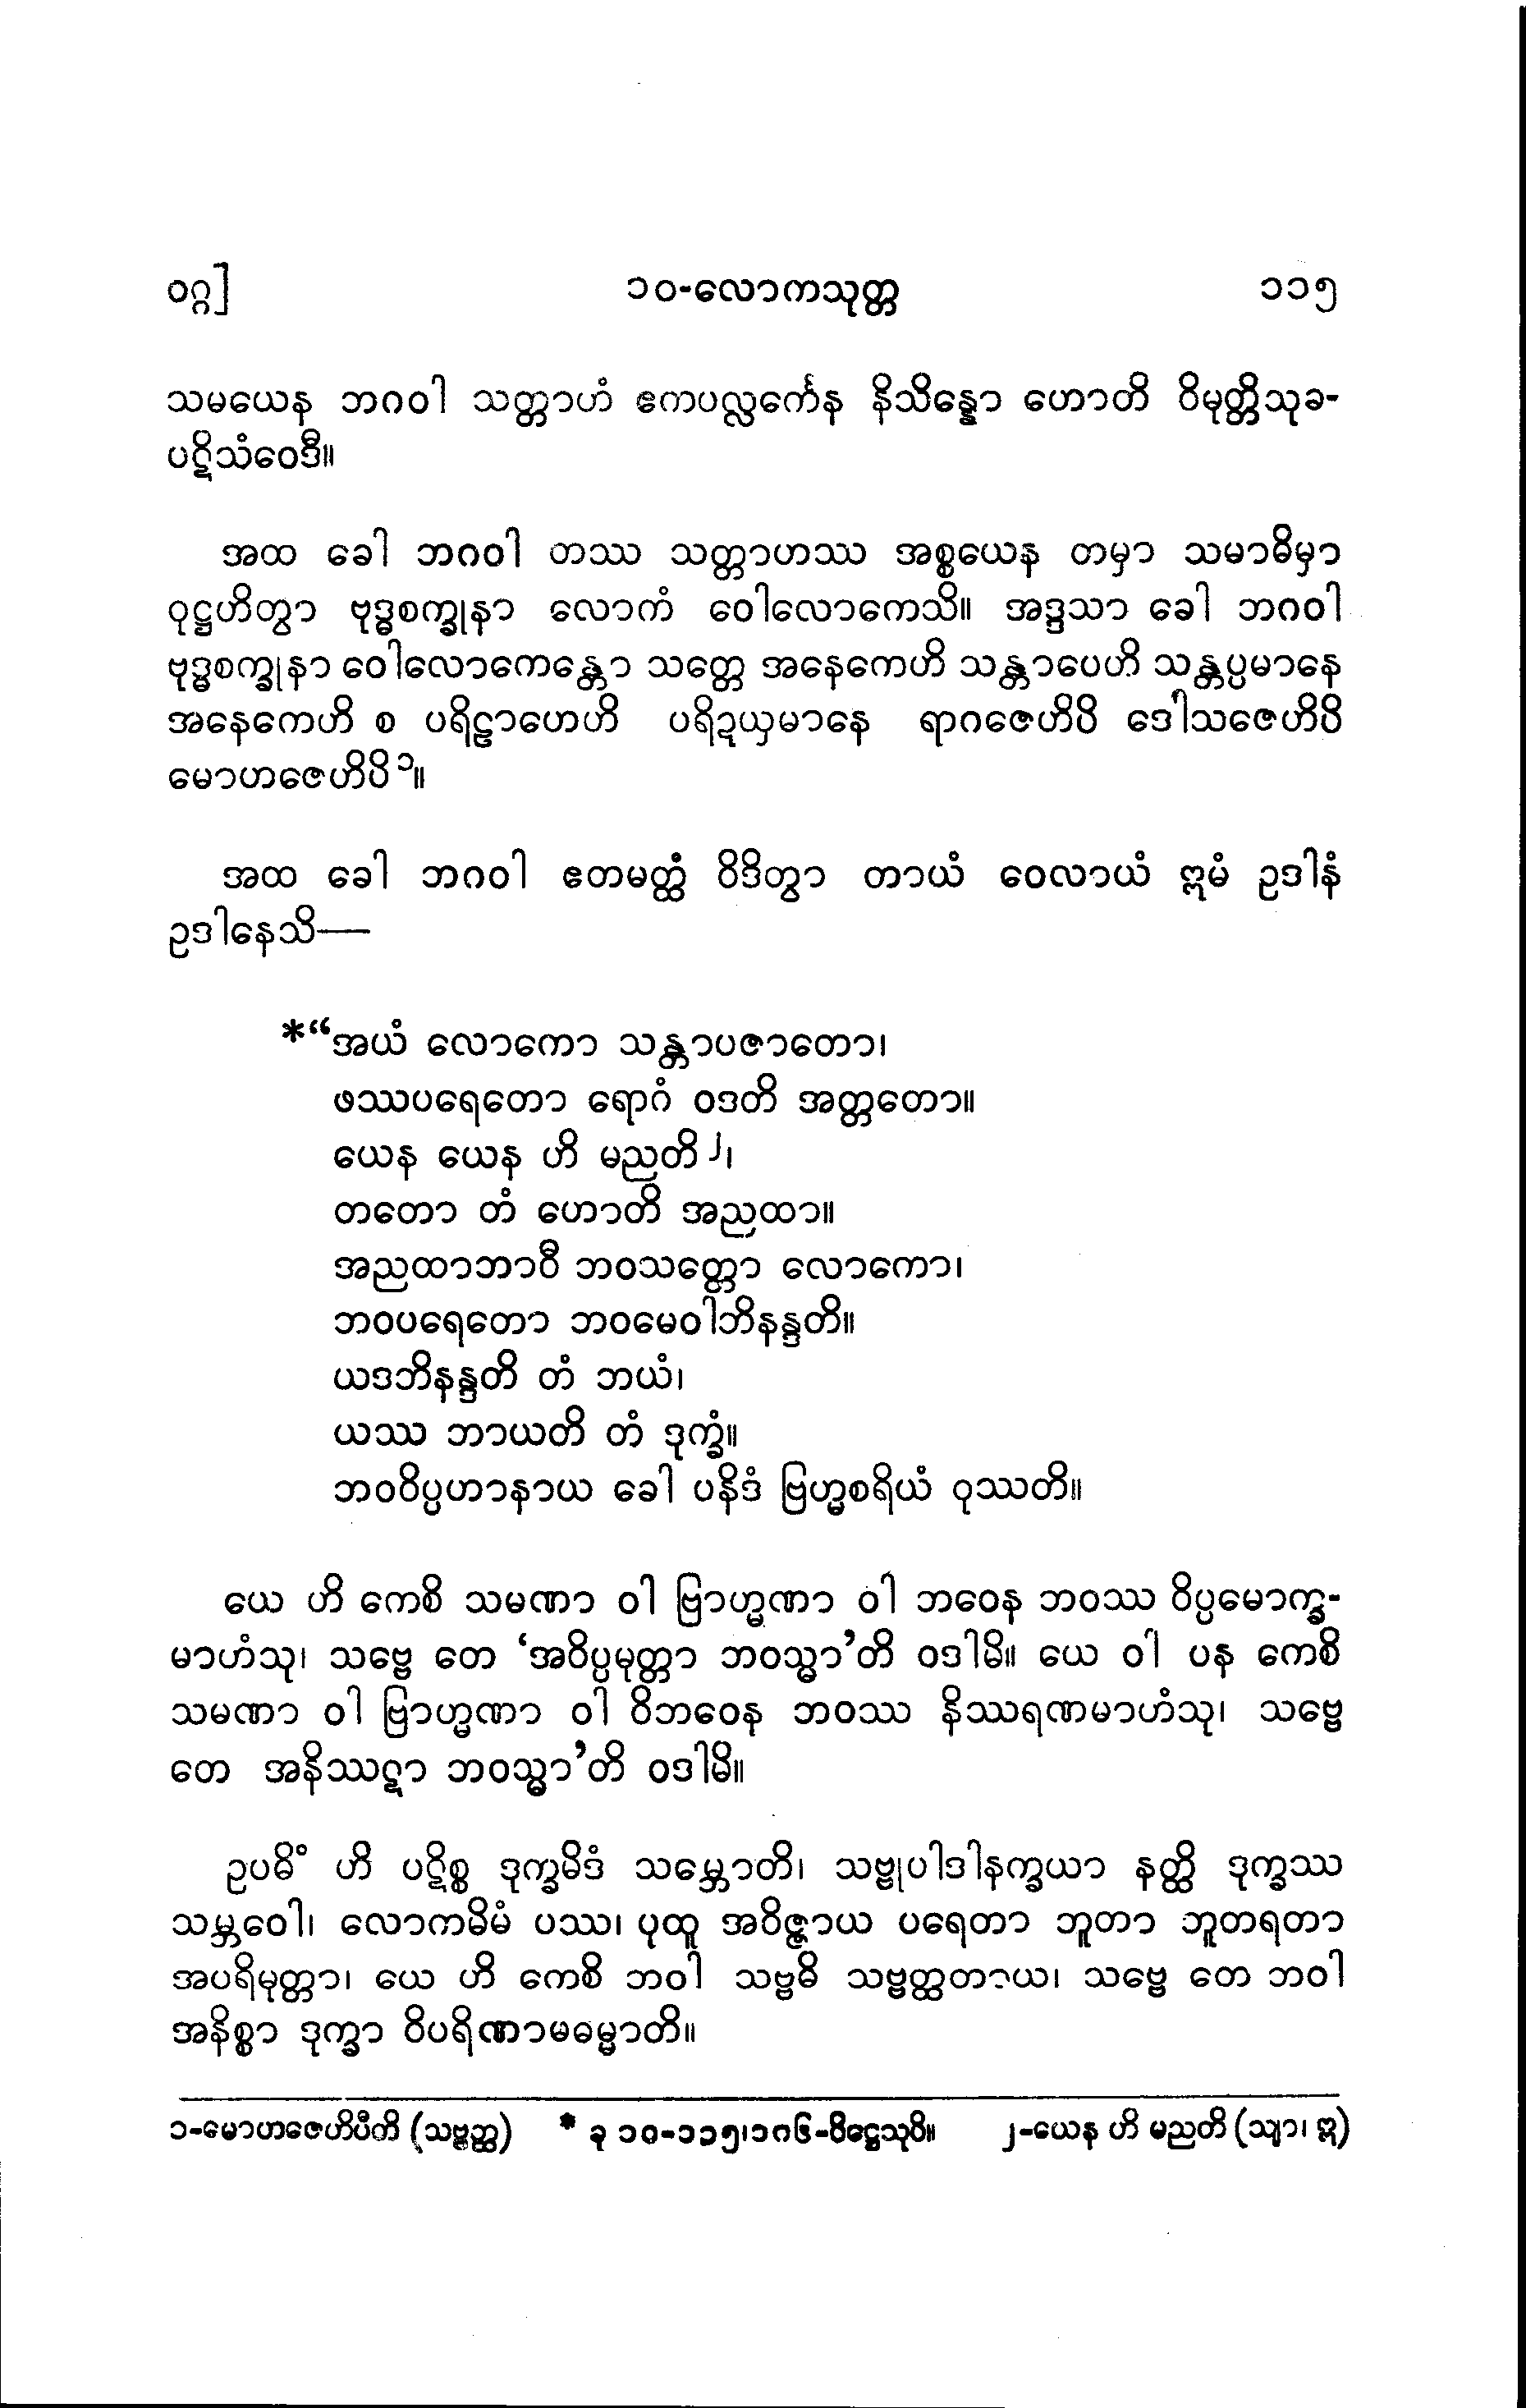 ဝဂ္ဂ]
၁၀-လောကသုတ္တ
၁၁၅
သမယေန ဘဂဝါ သတ္တာဟံ ဧကပလ္လင်္ကေန နိသိန္နော ဟောတိ ဝိမုတ္တိသုခ-
ပဋိသံဝေဒီ။
အထ ခေါ ဘဂဝါ တဿ သတ္တာဟဿ အစ္စယေန တမှာ သမာဓိမှာ
ဝုဋ္ဌဟိတွာ ဗုဒ္ဓစက္ခုနာ လောကံ ဝေါလောကေသိ။ အဒ္ဒသာ ခေါ ဘဂဝါ
ဗုဒ္ဓစက္ခုနာ ဝေါလောကေန္တော သတ္တေ အနေကေဟိ သန္တာပေဟိ သန္တပ္ပမာနေ
အနေကေဟိ စ ပရိဠာဟေဟိ ပရိဍယှမာနေ ရာဂဇေဟိပိ ဒေါသဇေဟိပိ
မောဟဇေဟိပိ ၁။
အထ ခေါ ဘဂဝါ ဧတမတ္ထံ ဝိဒိတွာ တာယံ ဝေလာယံ ဣမံ ဥဒါနံ
ဥဒါနေသိ—
*“အယံ လောကော သန္တာပဇာတော၊
ဖဿပရေတော ရောဂံ ဝဒတိ အတ္တတော။
ယေန ယေန ဟိ မညတိ ၂၊
တတော တံ ဟောတိ အညထာ။
အညထာဘာဝီ ဘဝသတ္တော လောကော၊
ဘဝပရေတော ဘဝမေဝါဘိနန္ဒတိ။
ယဒဘိနန္ဒတိ တံ ဘယံ၊
ယဿ ဘာယတိ တံ ဒုက္ခံ။
ဘဝဝိပ္ပဟာနာယ ခေါ ပနိဒံ ဗြဟ္မစရိယံ ဝုဿတိ။
ယေ ဟိ ကေစိ သမဏာ ဝါ ဗြာဟ္မဏာ ဝါ ဘဝေန ဘဝဿ ဝိပ္ပမောက္ခ-
မာဟံသု၊ သဗ္ဗေ တေ ‘အဝိပ္ပမုတ္တာ ဘဝသ္မာ’တိ ဝဒါမိ။ ယေ ဝါ ပန ကေစိ
သမဏာ ဝါ ဗြာဟ္မဏာ ဝါ ဝိဘဝေန ဘဝဿ နိဿရဏမာဟံသု၊ သဗ္ဗေ
တေ အနိဿဋာ ဘဝသ္မာ’တိ ဝဒါမိ။
ဥပဓိံ ဟိ ပဋိစ္စ ဒုက္ခမိဒံ သမ္ဘောတိ၊ သဗ္ဗုပါဒါနက္ခယာ နတ္ထိ ဒုက္ခဿ
သမ္ဘဝေါ၊ လောကမိမံ ပဿ၊ ပုထူ အဝိဇ္ဇာယ ပရေတာ ဘူတာ ဘူတရတာ
အပရိမုတ္တာ၊ ယေ ဟိ ကေစိ ဘဝါ သဗ္ဗဓိ သဗ္ဗတ္ထတာယ၊ သဗ္ဗေ တေ ဘဝါ
အနိစ္စာ ဒုက္ခာ ဝိပရိဏာမဓမ္မာတိ။
၁-မောဟဇေဟိပီတိ (သဗ္ဗတ္ထ) * ခု ၁၀-၁၁၅၊၁၈၆-ပိဋ္ဌေသုပိ။ ၂-ယေန ဟိ မညတိ (သျာ၊ ဣ)